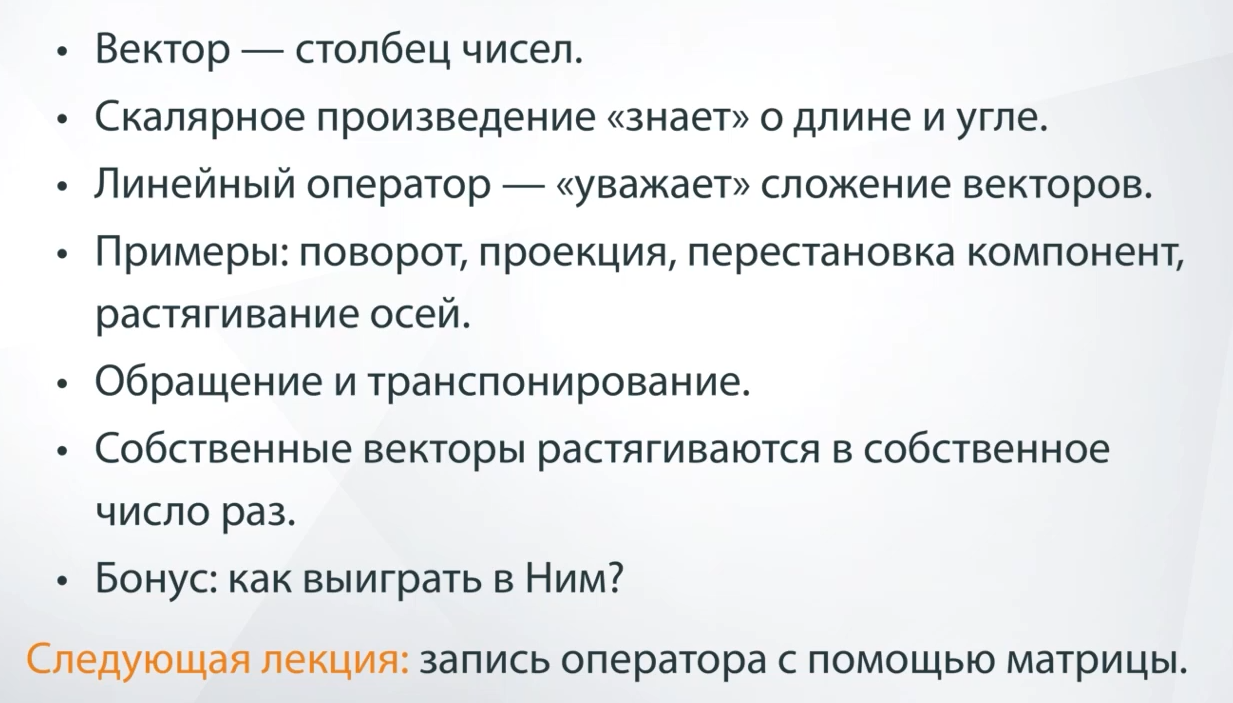 • Вектор — столбец чисел.
• Скалярное произведение «знает» о длине и угле.
• Линейный оператор — «уважает» сложение векторов.
• Примеры: поворот, проекция, перестановка компонент,
растягивание осей.
• Обращение и транспонирование.
• Собственные векторы растягиваются в собственное
число раз.
• Бонус: как выиграть в Ним?
Следующая лекция: запись оператора с помощью матрицы.